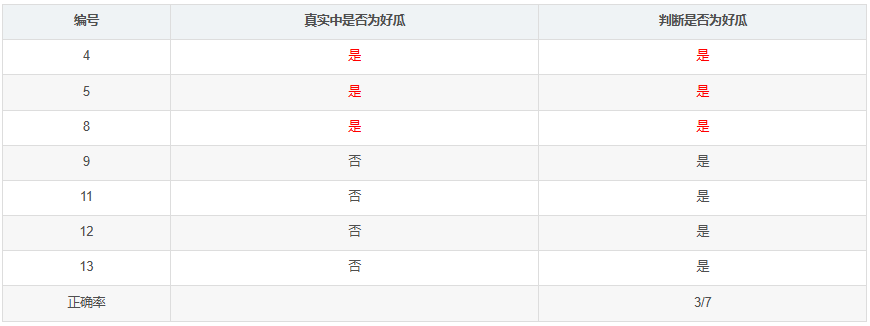 编号 真实中是否为好瓜 判断是否为好瓜
4 是 是
5 是 是
8 是 是
9 否 是
11 否 是
12 否 是
13 否 是
正确率 3/7